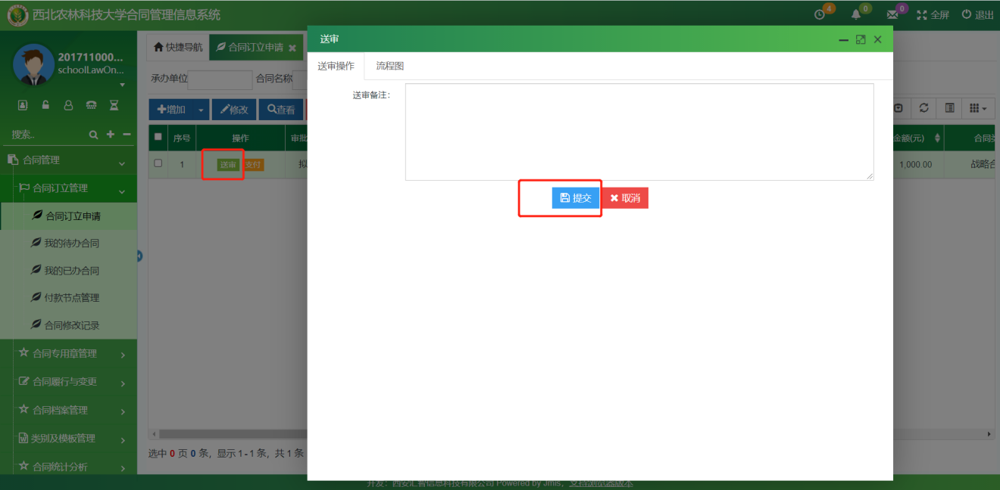 西北农林科技大学合同管理信息系统
4
0
0
全屏
退出
201711000...
schoolLawOn...
搜索..
合同管理
合同订立管理
合同订立申请
我的待办合同
我的已办合同
付款节点管理
合同修改记录
合同专用章管理
合同履行与变更
合同档案管理
类别及模板管理
合同统计分析
快捷导航
合同订立申请
承办单位
合同名称
增加
修改
查看
序号
操作
审批
金额(元)
合同类
1
送审
支付
拟
1,000.00
战略合
选中 0 页 0 条, 显示 1 - 1 条, 共 1 条
送审
送审操作
流程图
送审备注:
提交
取消
开发：西安汇智信息科技有限公司 Powered by Jmis,